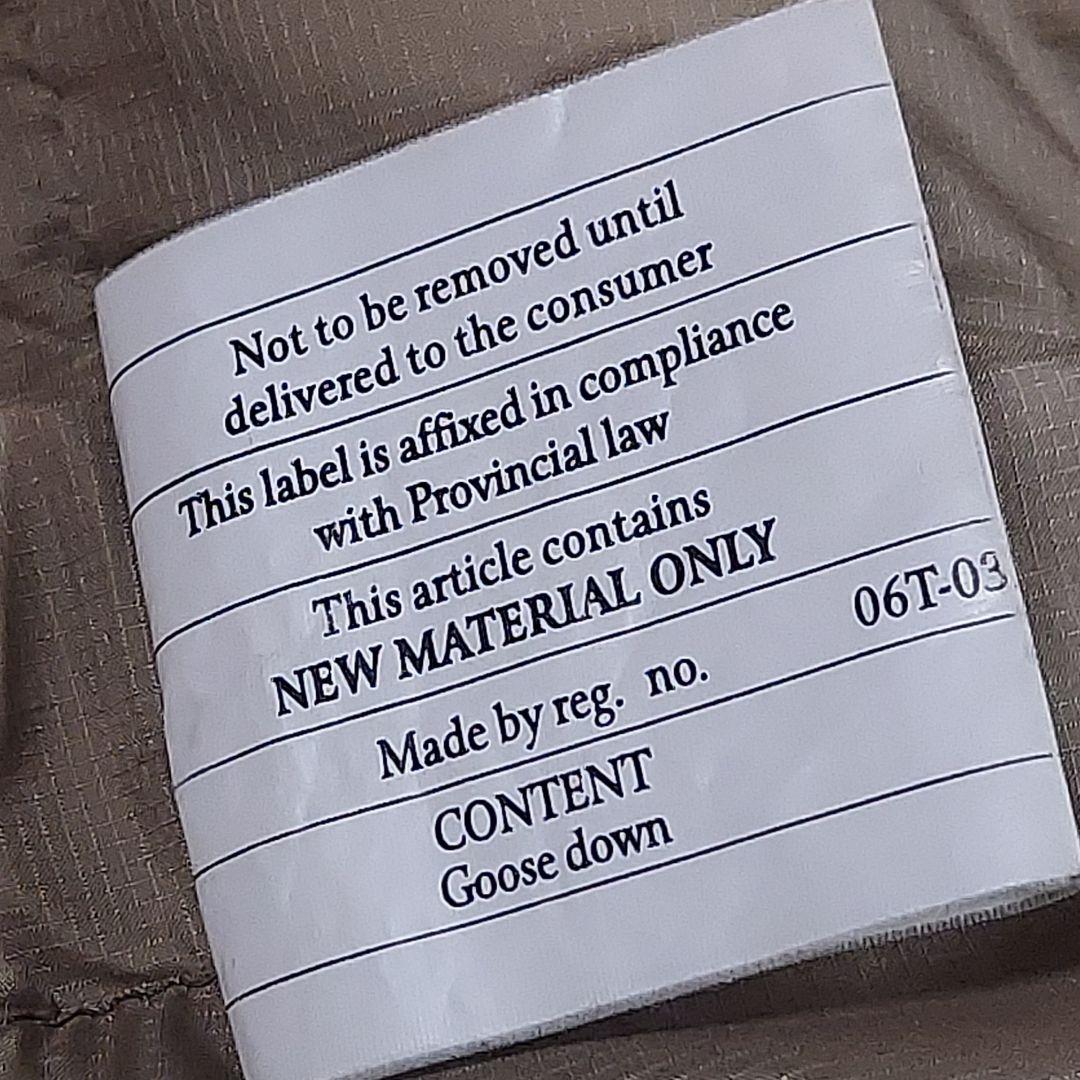 Not to be removed until
delivered to the consumer
This label is affixed in compliance
with Provincial law
This article contains
NEW MATERIAL ONLY
Made by reg. no. 06T-03
CONTENT
Goose down